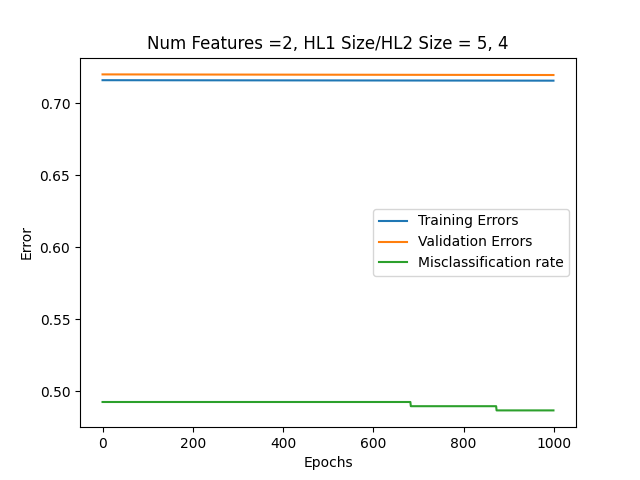 Num Features =2, HL1 Size/HL2 Size = 5, 4
0.70
0.65
0.60
0.55
0.50
Error
Training Errors
Validation Errors
Misclassification rate
0 200 400 600 800 1000
Epochs